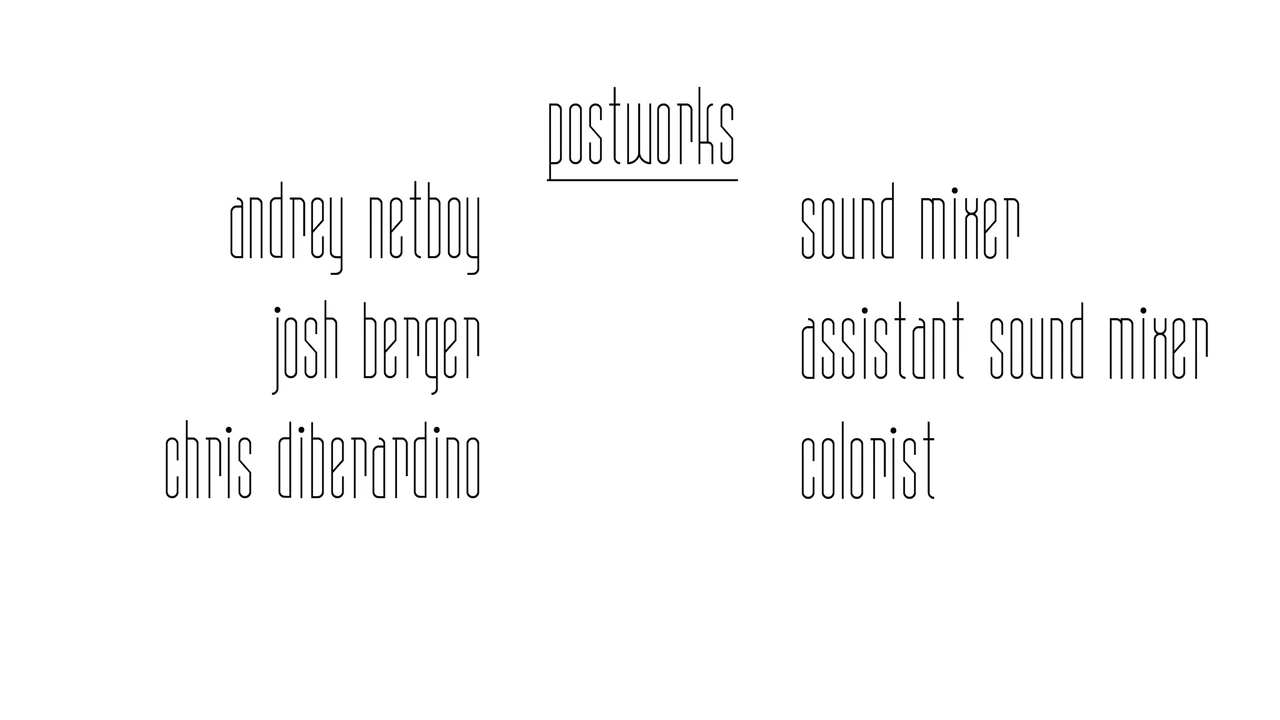 postworks
andrey netboy sound mixer
josh berger assistant sound mixer
chris diberardino colorist